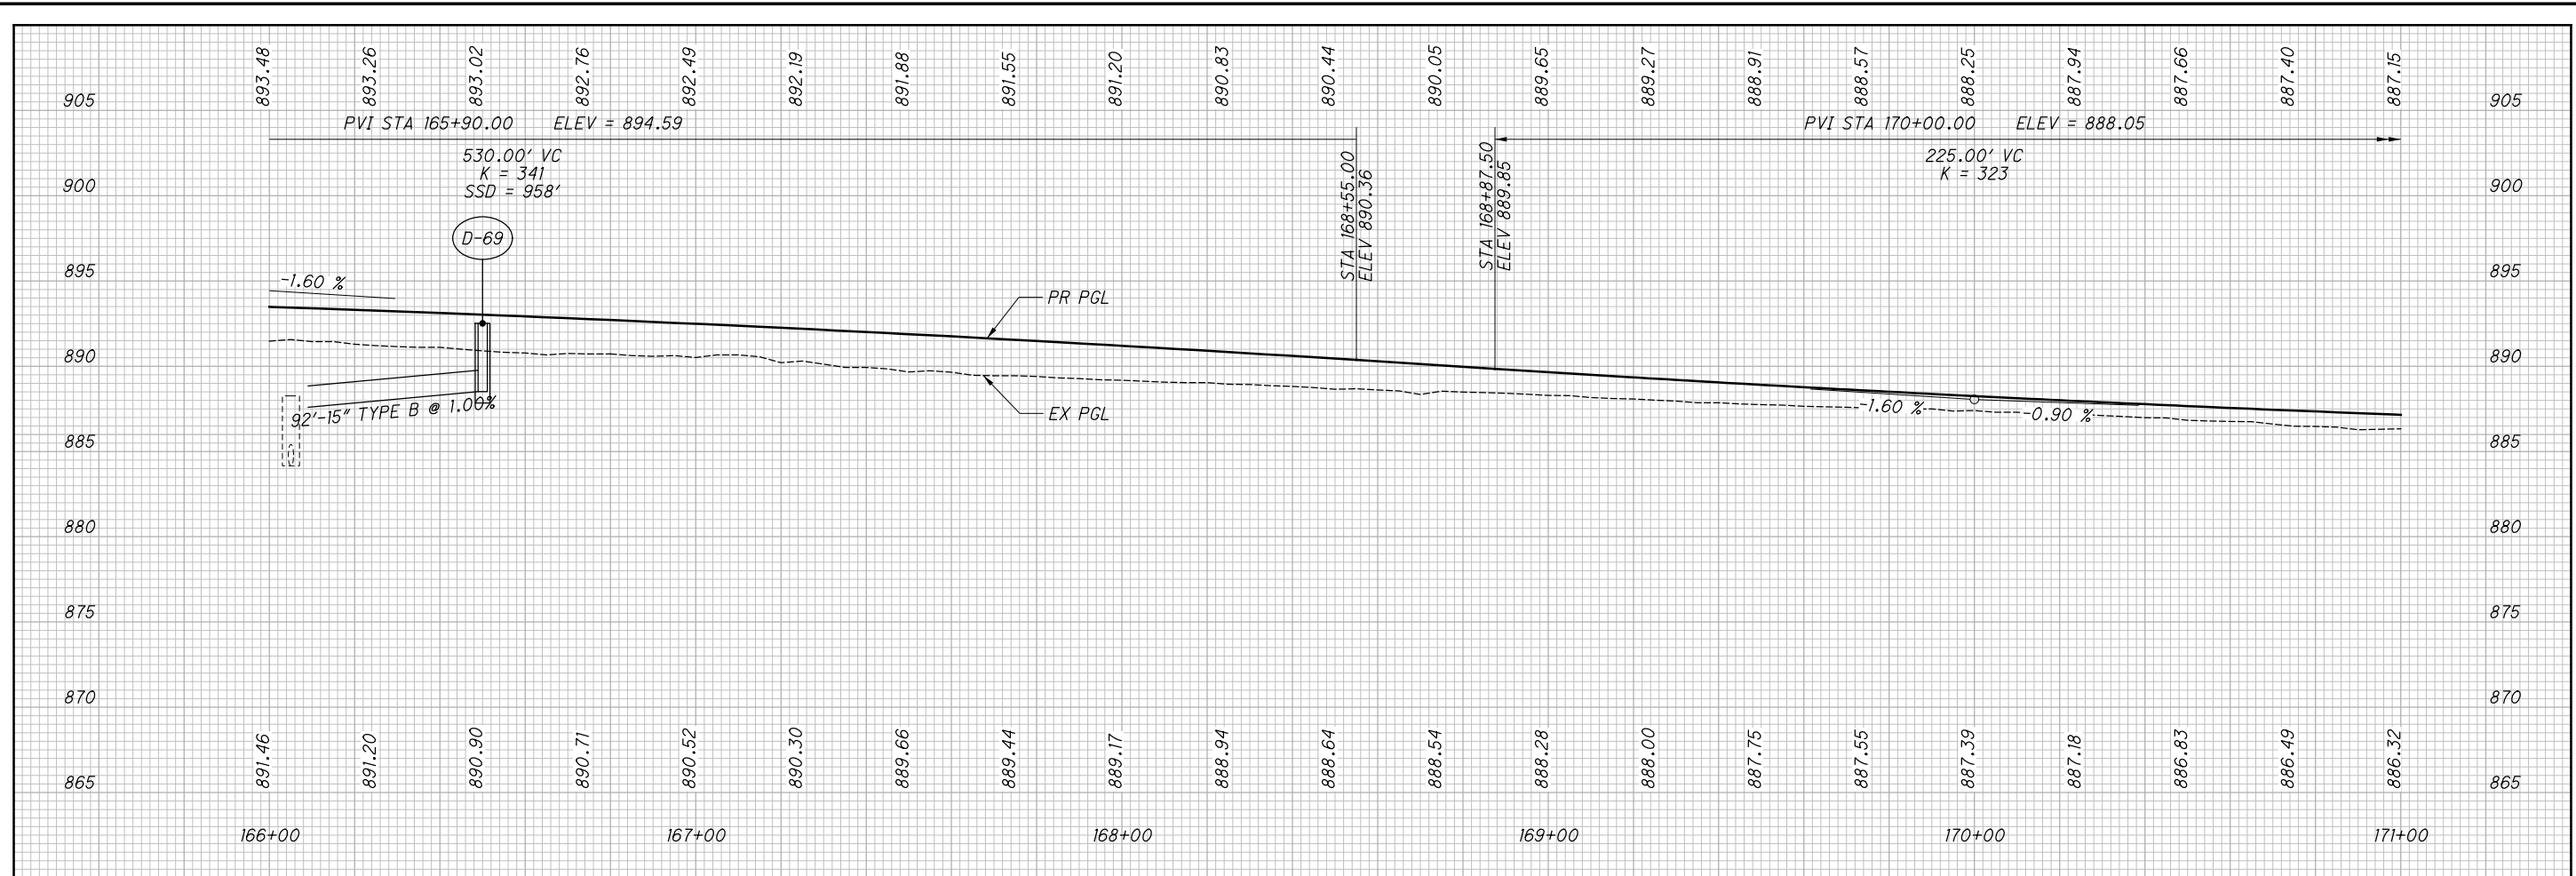 893.48 893.26 893.02 892.76 892.49 892.19 891.88 891.55 891.20 890.83 890.44 890.05 889.65 889.27 888.91 888.57 888.25 887.94 887.66 887.40 887.15
905 905
PVI STA 165+90.00 ELEV = 894.59
530.00' VC
K = 341
SSD = 958'
PVI STA 170+00.00 ELEV = 888.05
225.00' VC
K = 323
900 900
STA 168+55.00
ELEV 890.36
STA 168+87.50
ELEV 889.85
D-69
895 895
-1.60 %
PR PGL
890 890
92'-15" TYPE B @ 1.00%
EX PGL
-1.60 %
-0.90 %
885 885
880 880
875 875
870 870
891.46 891.20 890.90 890.71 890.52 890.30 889.66 889.44 889.17 888.94 888.64 888.54 888.28 888.00 887.75 887.55 887.39 887.18 886.83 886.49 886.32
865 865
166+00 167+00 168+00 169+00 170+00 171+00